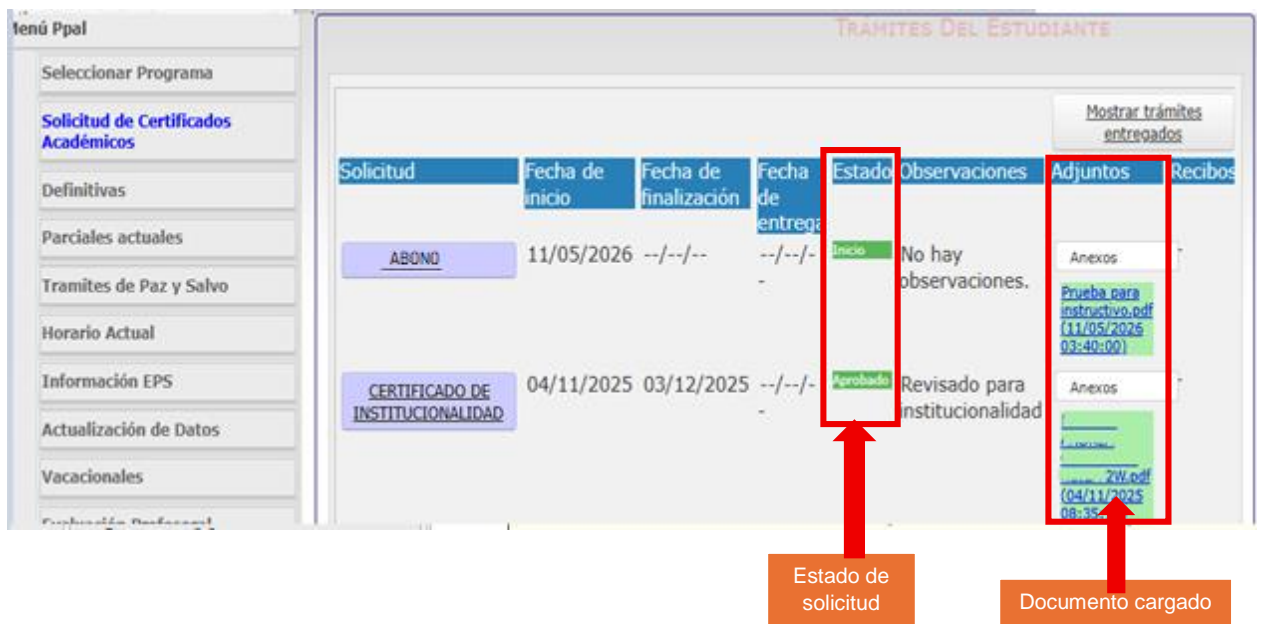 Menú Ppal
Seleccionar Programa
Solicitud de Certificados
Académicos
Definitivas
Parciales actuales
Tramites de Paz y Salvo
Horario Actual
Información EPS
Actualización de Datos
Vacacionales
TRÁMITES DEL ESTUDIANTE
Mostrar trámites
entregados
Solicitud
Fecha de
inicio
Fecha de
finalización
Fecha
de
entrega
Estado
Observaciones
Adjuntos
Recibos
ABONO
11/05/2026
--/--/--
--/--/-
-
Inicio
No hay
observaciones.
Anexos
-
Prueba para
instructivo.pdf
(11/05/2026
03:40:00)
CERTIFICADO DE
INSTITUCIONALIDAD
04/11/2025
03/12/2025
--/--/-
-
Aprobado
Revisado para
institucionalidad
Anexos
-
2W.pdf
(04/11/2025
08:35
Estado de
solicitud
Documento cargado